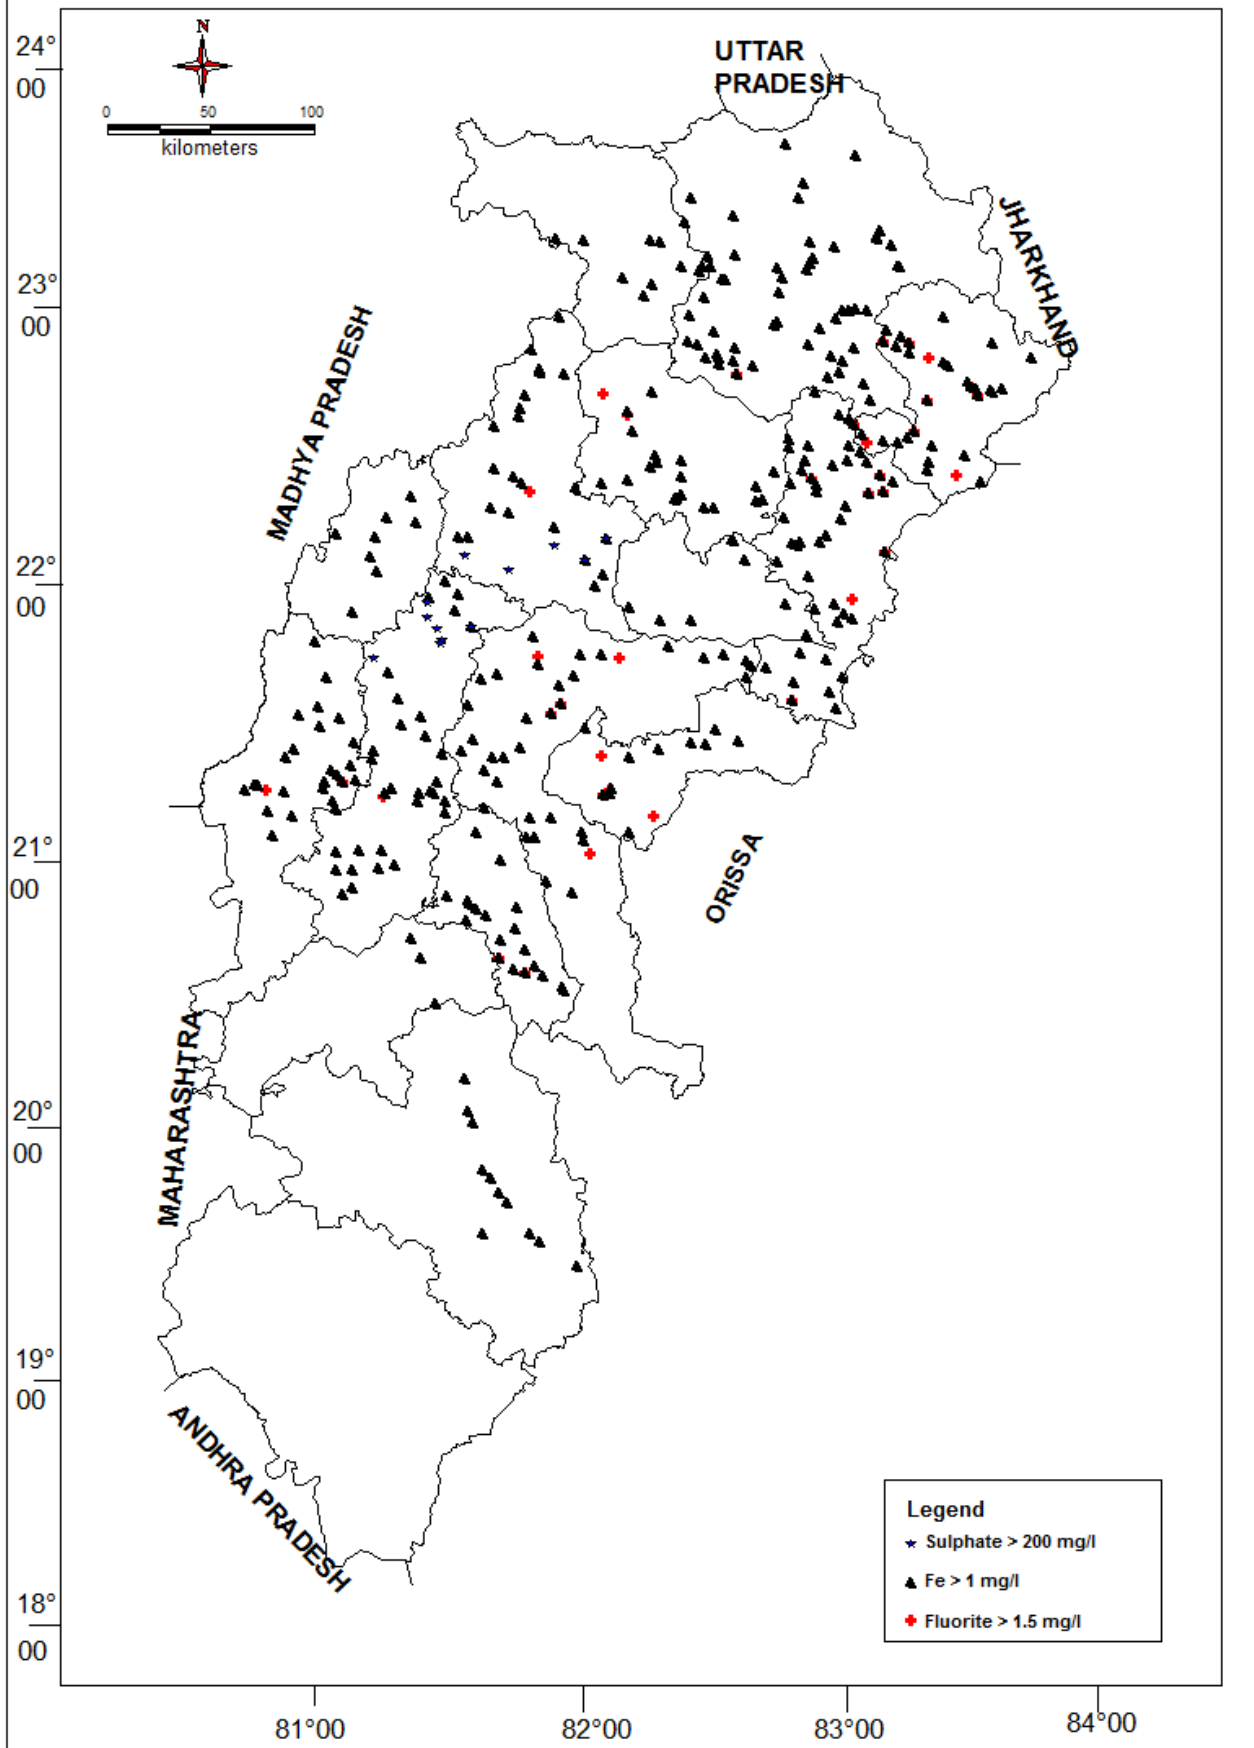 N
0 50 100
kilometers
UTTAR
PRADESH
JHARKHAND
MADHYA PRADESH
ORISSA
MAHARASHTRA
ANDHRA PRADESH
24°
00
23°
00
22°
00
21°
00
20°
00
19°
00
18°
00
Legend
Sulphate > 200 mg/l
Fe > 1 mg/l
Fluorite > 1.5 mg/l
81°00 82°00 83°00 84°00